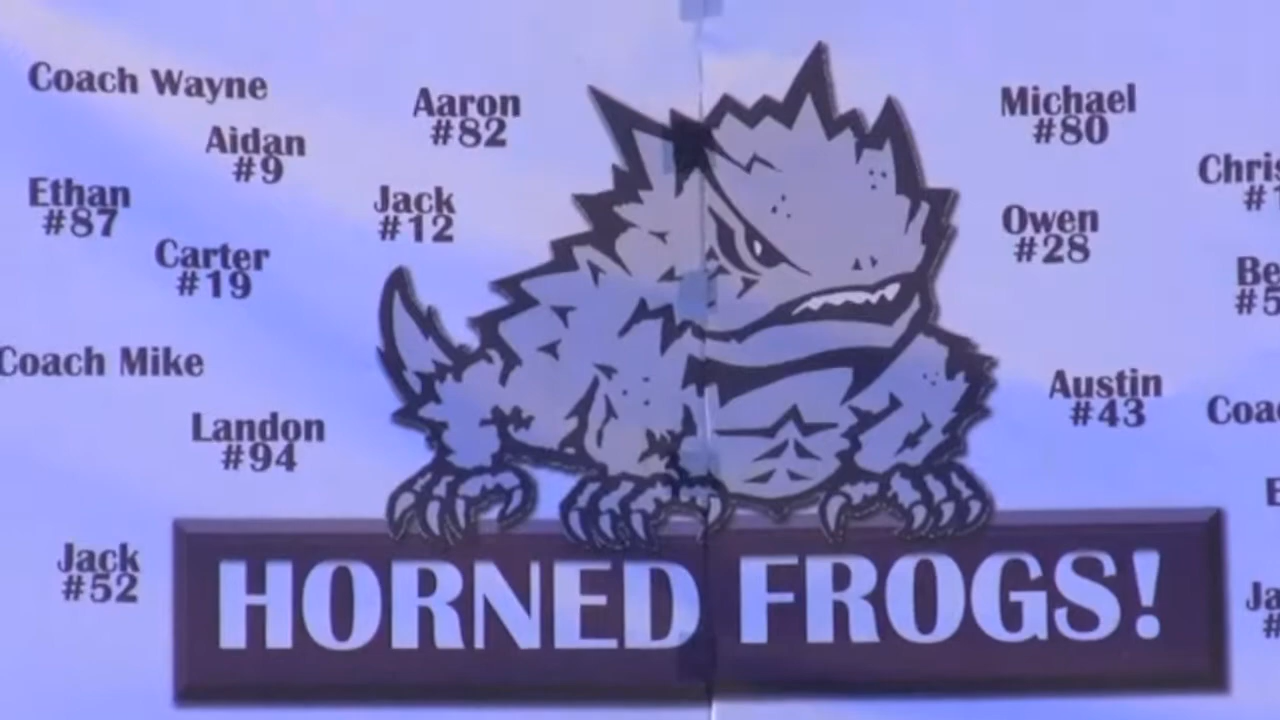 Coach Wayne
Aaron
#82
Aidan
#9
Ethan
#87
Jack
#12
Carter
#19
Coach Mike
Landon
#94
Jack
#52
Michael
#80
Owen
#28
Austin
#43
HORNED FROGS!